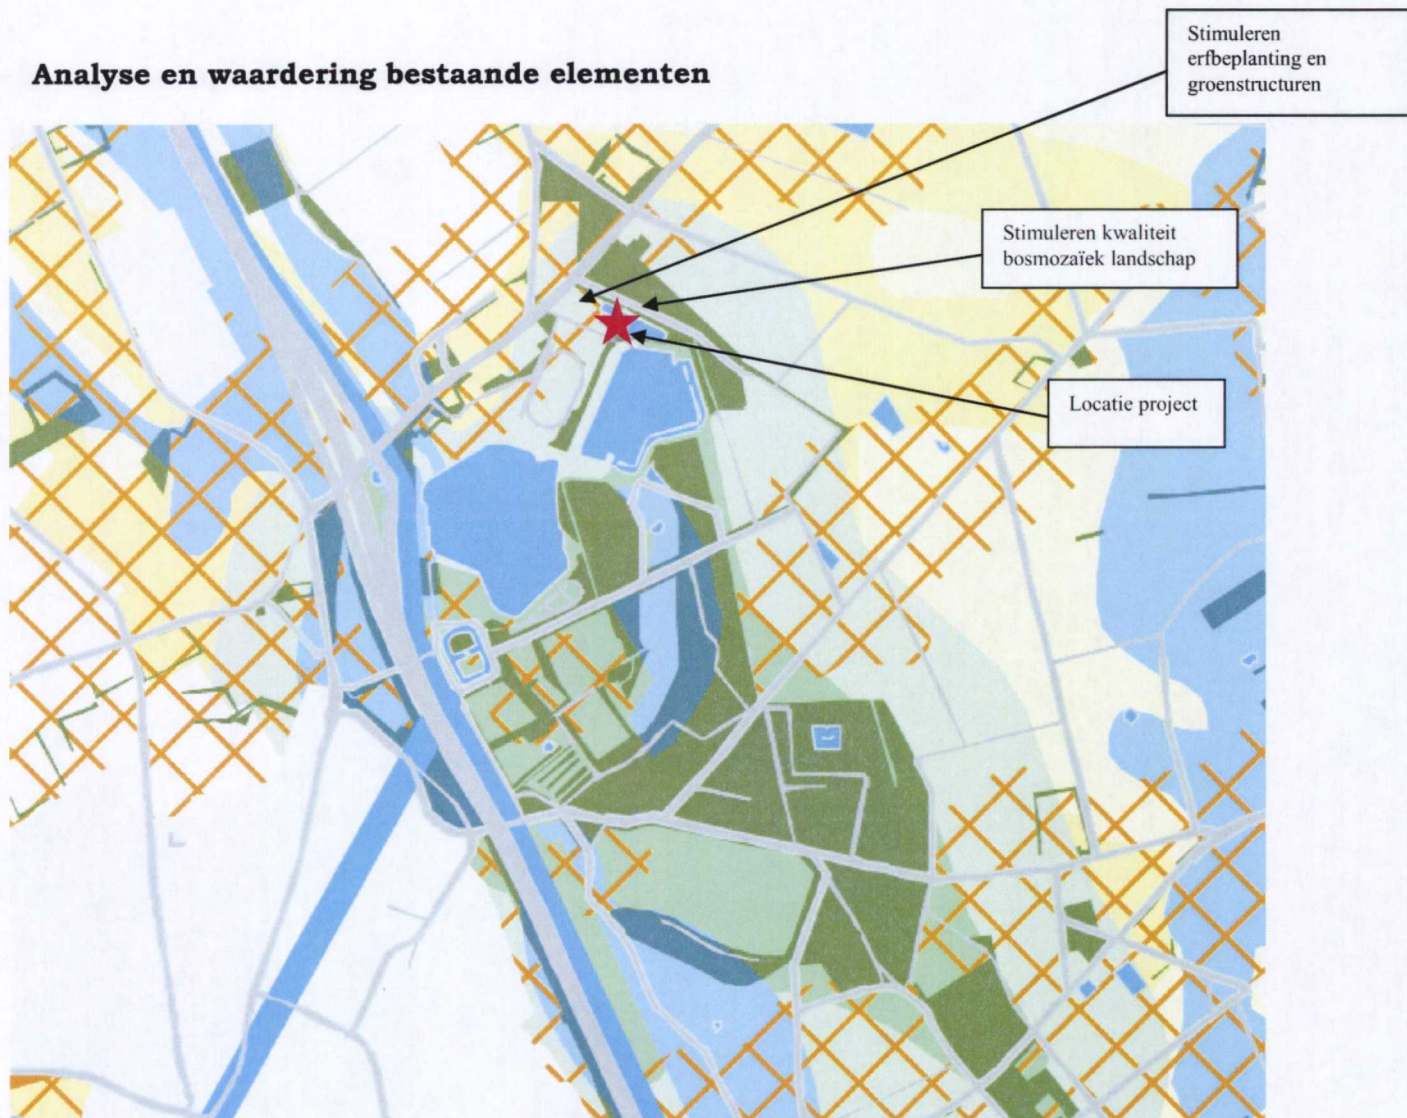 Analyse en waardering bestaande elementen
Stimuleren
erfbeplanting en
groenstructuren
Stimuleren kwaliteit
bosmozaïek landschap
Locatie project